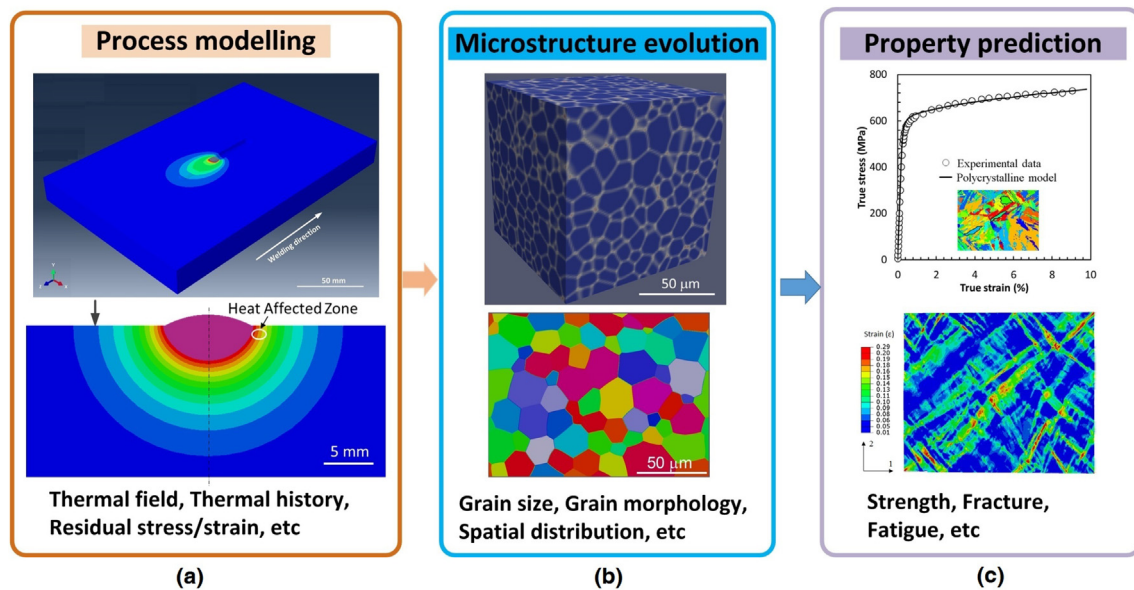 Process modelling
Welding direction
50 mm
Heat Affected Zone
5 mm
Thermal field, Thermal history,
Residual stress/strain, etc
(a)
Microstructure evolution
50 μm
50 μm
Grain size, Grain morphology,
Spatial distribution, etc
(b)
Property prediction
True stress (MPa)
800
600
400
200
0
0 2 4 6 8 10
True strain (%)
Experimental data
Polycrystalline model
Strain (ε)
0.29
0.20
0.18
0.16
0.15
0.14
0.13
0.11
0.10
0.09
0.08
0.06
0.05
0.01
2
1
Strength, Fracture,
Fatigue, etc
(c)